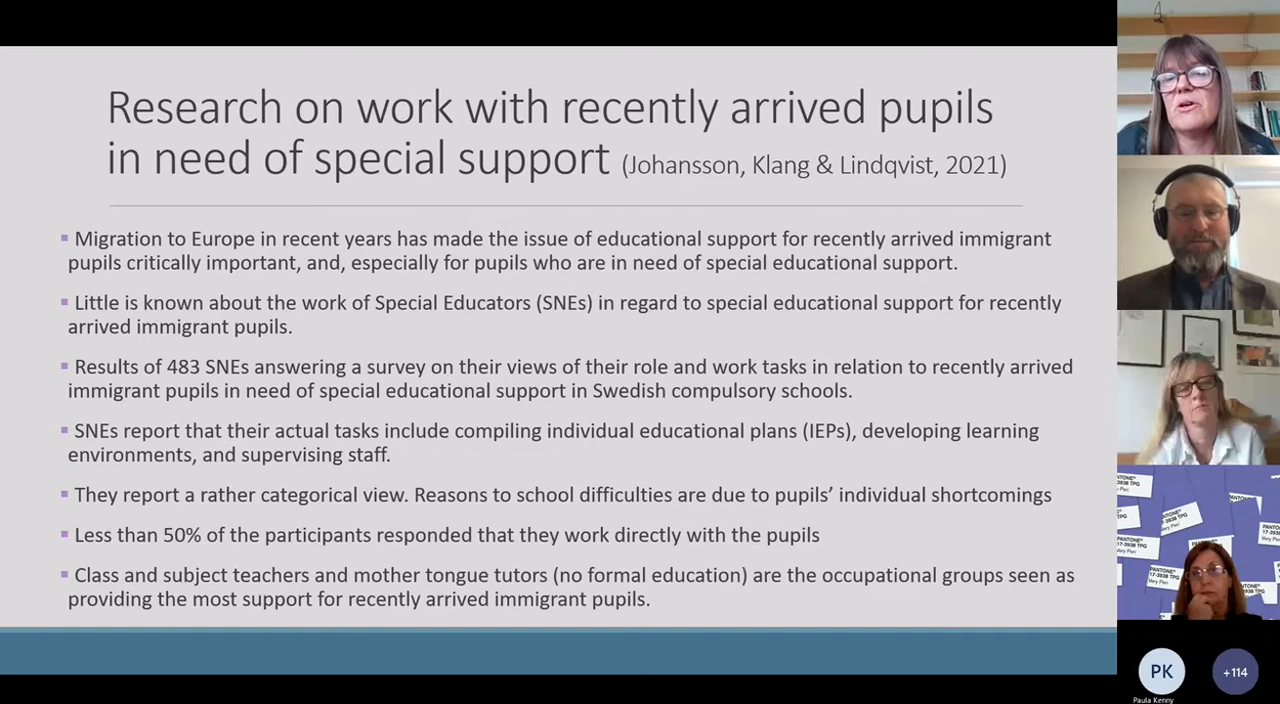 Research on work with recently arrived pupils
in need of special support (Johansson, Klang & Lindqvist, 2021)
▪ Migration to Europe in recent years has made the issue of educational support for recently arrived immigrant
pupils critically important, and, especially for pupils who are in need of special educational support.
▪ Little is known about the work of Special Educators (SNEs) in regard to special educational support for recently
arrived immigrant pupils.
▪ Results of 483 SNEs answering a survey on their views of their role and work tasks in relation to recently arrived
immigrant pupils in need of special educational support in Swedish compulsory schools.
▪ SNEs report that their actual tasks include compiling individual educational plans (IEPs), developing learning
environments, and supervising staff.
▪ They report a rather categorical view. Reasons to school difficulties are due to pupils’ individual shortcomings
▪ Less than 50% of the participants responded that they work directly with the pupils
▪ Class and subject teachers and mother tongue tutors (no formal education) are the occupational groups seen as
providing the most support for recently arrived immigrant pupils.
PANTONE®
17-3938 TPG
Very Peri
PK
+114
Paula Kenny